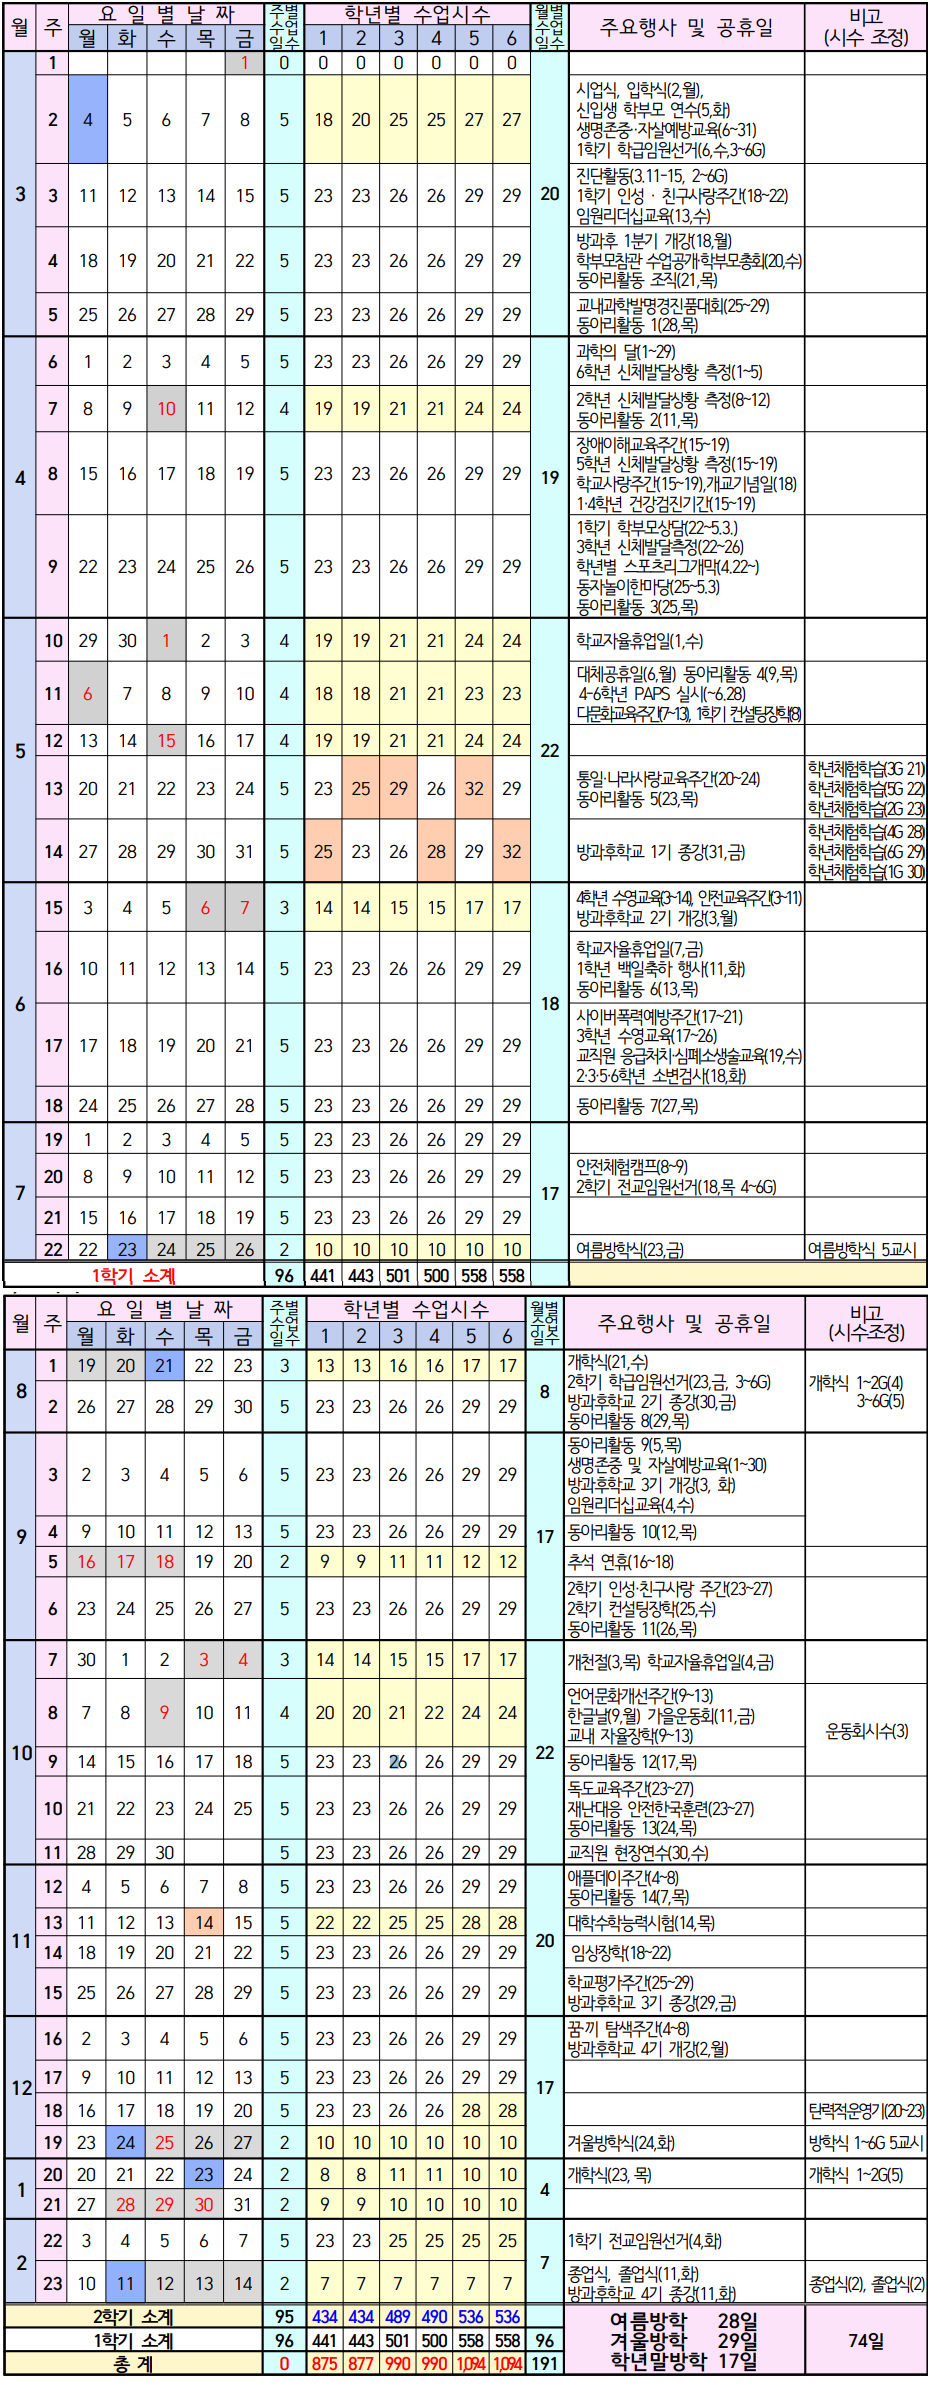 월 주 요 일 별 날 짜 주별수업일수 학년별 수업시수 월별수업일수 주요행사 및 공휴일 비고
(시수 조정)
월 화 수 목 금 1 2 3 4 5 6
3
1 1 0 0 0 0 0 0 0 20
2 4 5 6 7 8 5 18 20 25 25 27 27
시업식, 입학식(2,월),
신입생 학부모 연수(5,화)
생명존중·자살예방교육(6~31)
1학기 학급임원선거(6,수,3~6G)
3 11 12 13 14 15 5 23 23 26 26 29 29
진단활동(3.11-15, 2~6G)
1학기 인성 · 친구사랑주간(18~22)
임원리더십교육(13,수)
4 18 19 20 21 22 5 23 23 26 26 29 29
방과후 1분기 개강(18,월)
학부모참관 수업공개·학부모총회(20,수)
동아리활동 조직(21,목)
5 25 26 27 28 29 5 23 23 26 26 29 29
교내과학발명경진품대회(25~29)
동아리활동 1(28,목)
4
6 1 2 3 4 5 5 23 23 26 26 29 29 19
과학의 달(1~29)
6학년 신체발달상황 측정(1~5)
7 8 9 10 11 12 4 19 19 21 21 24 24
2학년 신체발달상황 측정(8~12)
동아리활동 2(11,목)
8 15 16 17 18 19 5 23 23 26 26 29 29
장애이해교육주간(15~19)
5학년 신체발달상황 측정(15~19)
학교사랑주간(15~19),개교기념일(18)
1·4학년 건강검진기간(15~19)
9 22 23 24 25 26 5 23 23 26 26 29 29
1학기 학부모상담(22~5.3.)
3학년 신체발달측정(22~26)
학년별 스포츠리그개막(4.22~)
동자놀이한마당(25~5.3)
동아리활동 3(25,목)
5
10 29 30 1 2 3 4 19 19 21 21 24 24 22
학교자율휴업일(1,수)
11 6 7 8 9 10 4 18 18 21 21 23 23
대체공휴일(6,월) 동아리활동 4(9,목)
4-6학년 PAPS 실시(~6.28)
다문화교육주간(7~13), 1학기 컨설팅장학(8)
12 13 14 15 16 17 4 19 19 21 21 24 24
13 20 21 22 23 24 5 23 25 29 26 32 29
통일·나라사랑교육주간(20~24)
동아리활동 5(23,목)
학년체험학습(3G 21)
학년체험학습(5G 22)
학년체험학습(2G 23)
14 27 28 29 30 31 5 25 23 26 28 29 32
방과후학교 1기 종강(31,금)
학년체험학습(4G 28)
학년체험학습(6G 29)
학년체험학습(1G 30)
6
15 3 4 5 6 7 3 14 14 15 15 17 17 18
4학년 수영교육(3~14), 안전교육주간(3~11)
방과후학교 2기 개강(3,월)
16 10 11 12 13 14 5 23 23 26 26 29 29
학교자율휴업일(7,금)
1학년 백일축하 행사(11,화)
동아리활동 6(13,목)
17 17 18 19 20 21 5 23 23 26 26 29 29
사이버폭력예방주간(17~21)
3학년 수영교육(17~26)
교직원 응급처치·심폐소생술교육(19,수)
2·3·5·6학년 소변검사(18,화)
18 24 25 26 27 28 5 23 23 26 26 29 29
동아리활동 7(27,목)
7
19 1 2 3 4 5 5 23 23 26 26 29 29 17
20 8 9 10 11 12 5 23 23 26 26 29 29
안전체험캠프(8~9)
2학기 전교임원선거(18,목 4~6G)
21 15 16 17 18 19 5 23 23 26 26 29 29
22 22 23 24 25 26 2 10 10 10 10 10 10 여름방학식(23,금) 여름방학식 5교시
1학기 소계 96 441 443 501 500 558 558
월 주 요 일 별 날 짜 주별수업일수 학년별 수업시수 월별수업일수 주요행사 및 공휴일 비고
(시수조정)
월 화 수 목 금 1 2 3 4 5 6
8
1 19 20 21 22 23 3 13 13 16 16 17 17 8
개학식(21,수)
2학기 학급임원선거(23,금, 3~6G)
개학식 1~2G(4)
3~6G(5)
2 26 27 28 29 30 5 23 23 26 26 29 29
방과후학교 2기 종강(30,금)
동아리활동 8(29,목)
9
3 2 3 4 5 6 5 23 23 26 26 29 29 17
동아리활동 9(5,목)
생명존중 및 자살예방교육(1~30)
방과후학교 3기 개강(3, 화)
임원리더십교육(4,수)
4 9 10 11 12 13 5 23 23 26 26 29 29 동아리활동 10(12,목)
5 16 17 18 19 20 2 9 9 11 11 12 12 추석 연휴(16~18)
6 23 24 25 26 27 5 23 23 26 26 29 29
2학기 인성·친구사랑 주간(23~27)
2학기 컨설팅장학(25,수)
동아리활동 11(26,목)
10
7 30 1 2 3 4 3 14 14 15 15 17 17 22 개천절(3,목) 학교자율휴업일(4,금)
8 7 8 9 10 11 4 20 20 21 22 24 24
언어문화개선주간(9~13)
한글날(9,월) 가을운동회(11,금)
교내 자율장학(9~13)
운동회시수(3)
9 14 15 16 17 18 5 23 23 26 26 29 29 동아리활동 12(17,목)
10 21 22 23 24 25 5 23 23 26 26 29 29
독도교육주간(23~27)
재난대응 안전한국훈련(23~27)
동아리활동 13(24,목)
11 28 29 30 5 23 23 26 26 29 29 교직원 현장연수(30,수)
11
12 4 5 6 7 8 5 23 23 26 26 29 29 20
애플데이주간(4~8)
동아리활동 14(7,목)
13 11 12 13 14 15 5 22 22 25 25 28 28 대학수학능력시험(14,목)
14 18 19 20 21 22 5 23 23 26 26 29 29 임상장학(18~22)
15 25 26 27 28 29 5 23 23 26 26 29 29
학교평가주간(25~29)
방과후학교 3기 종강(29,금)
12
16 2 3 4 5 6 5 23 23 26 26 29 29 17
꿈·끼 탐색주간(4~8)
방과후학교 4기 개강(2,월)
17 9 10 11 12 13 5 23 23 26 26 29 29
18 16 17 18 19 20 5 23 23 26 26 28 28 탄력적운영기(20~23)
19 23 24 25 26 27 2 10 10 10 10 10 10 겨울방학식(24,화) 방학식 1~6G 5교시
1
20 20 21 22 23 24 2 8 8 11 11 10 10 4 개학식(23, 목) 개학식 1~2G(5)
21 27 28 29 30 31 2 9 9 10 10 10 10
2
22 3 4 5 6 7 5 23 23 25 25 25 25 7 1학기 전교임원선거(4,화)
23 10 11 12 13 14 2 7 7 7 7 7 7
종업식, 졸업식(11,화)
방과후학교 4기 종강(11,화)
종업식(2), 졸업식(2)
2학기 소계 95 434 434 489 490 536 536
1학기 소계 96 441 443 501 500 558 558 96
총 계 0 875 877 990 990 1,094 1,094 191
여름방학 28일
겨울방학 29일
학년말방학 17일
74일